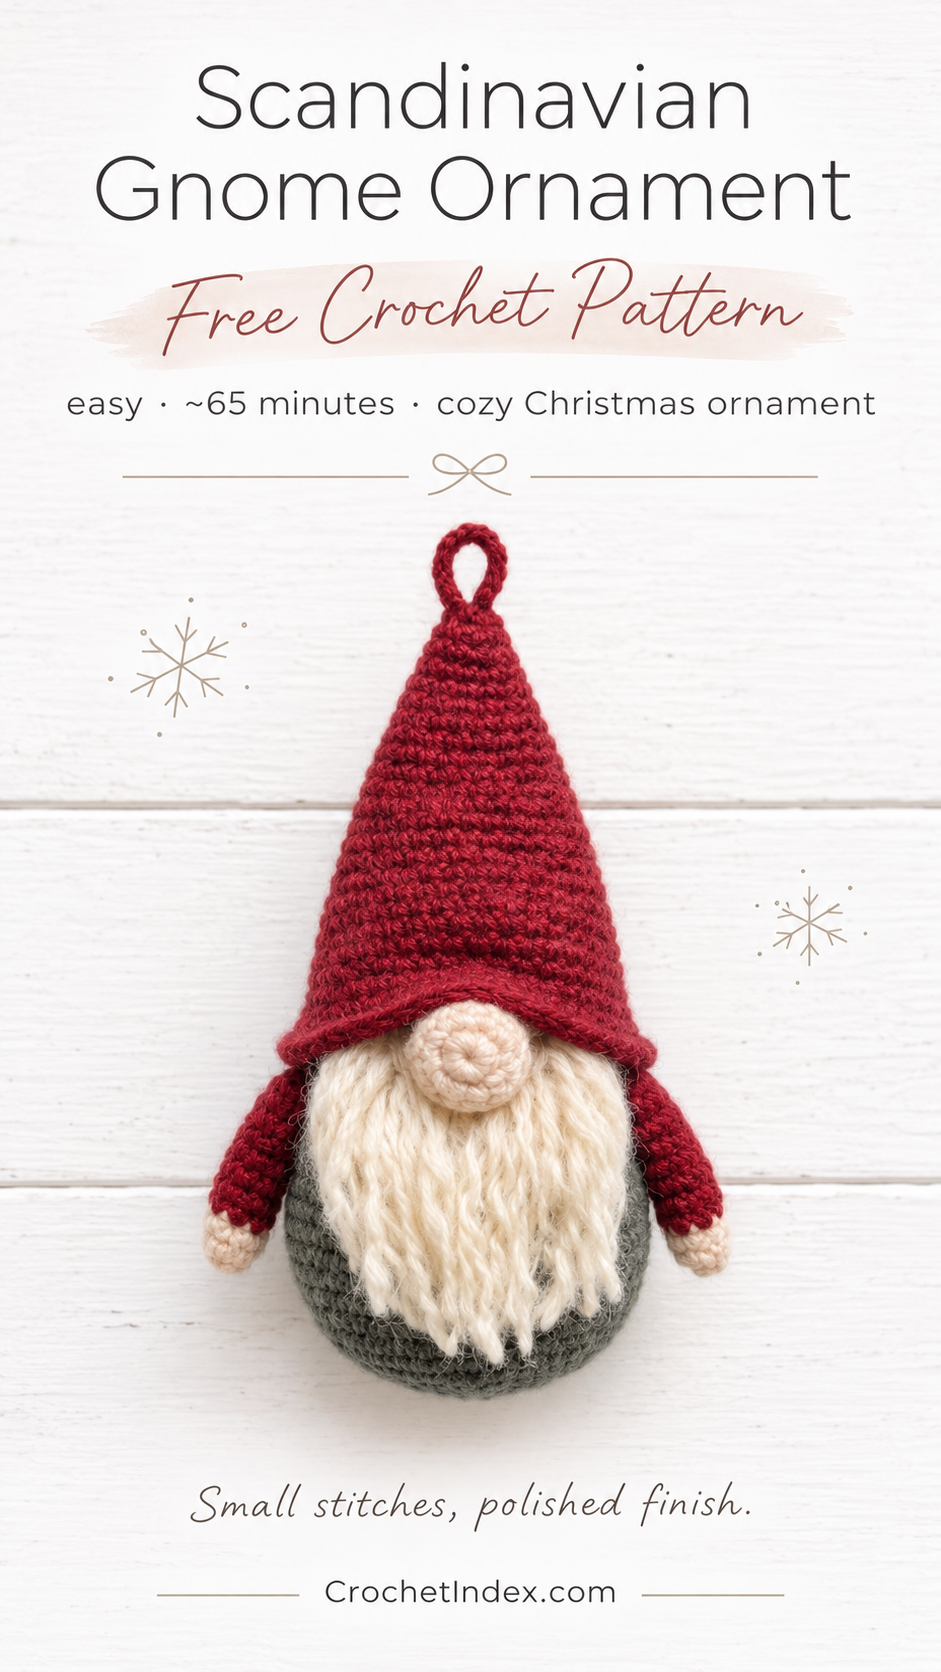 Scandinavian
Gnome Ornament
Free Crochet Pattern
easy · ~65 minutes · cozy Christmas ornament
Small stitches, polished finish.
CrochetIndex.com